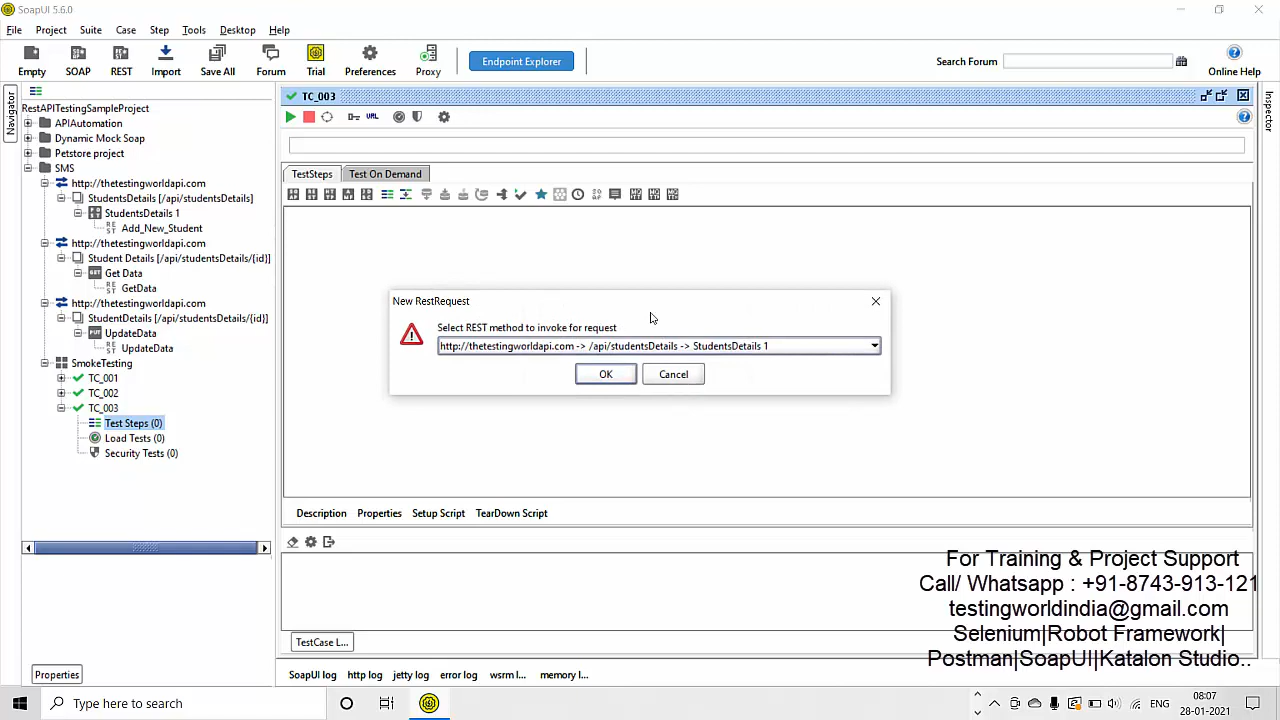 SoapUI 5.6.0
File Project Suite Case Step Tools Desktop Help
Empty SOAP REST Import Save All Forum Trial Preferences Proxy Endpoint Explorer Search Forum Online Help
Navigator
RestAPITestingSampleProject
APIAutomation
Dynamic Mock Soap
Petstore project
SMS
http://thetestingworldapi.com
StudentsDetails [/api/studentsDetails]
StudentsDetails 1
REST Add_New_Student
http://thetestingworldapi.com
Student Details [/api/studentsDetails/{id}]
GET Get Data
REST GetData
http://thetestingworldapi.com
StudentDetails [/api/studentsDetails/{id}]
PUT UpdateData
REST UpdateData
SmokeTesting
TC_001
TC_002
TC_003
Test Steps (0)
Load Tests (0)
Security Tests (0)
Properties
TC_003
URL
TestSteps Test On Demand
New RestRequest
Select REST method to invoke for request
http://thetestingworldapi.com -> /api/studentsDetails -> StudentsDetails 1
OK Cancel
Description Properties Setup Script TearDown Script
TestCase L...
SoapUI log http log jetty log error log wsrm l... memory l...
Inspector
For Training & Project Support
Call/ Whatsapp : +91-8743-913-121
testingworldindia@gmail.com
Selenium|Robot Framework|
Postman|SoapUI|Katalon Studio..
Type here to search
ENG
08:07
28-01-2021